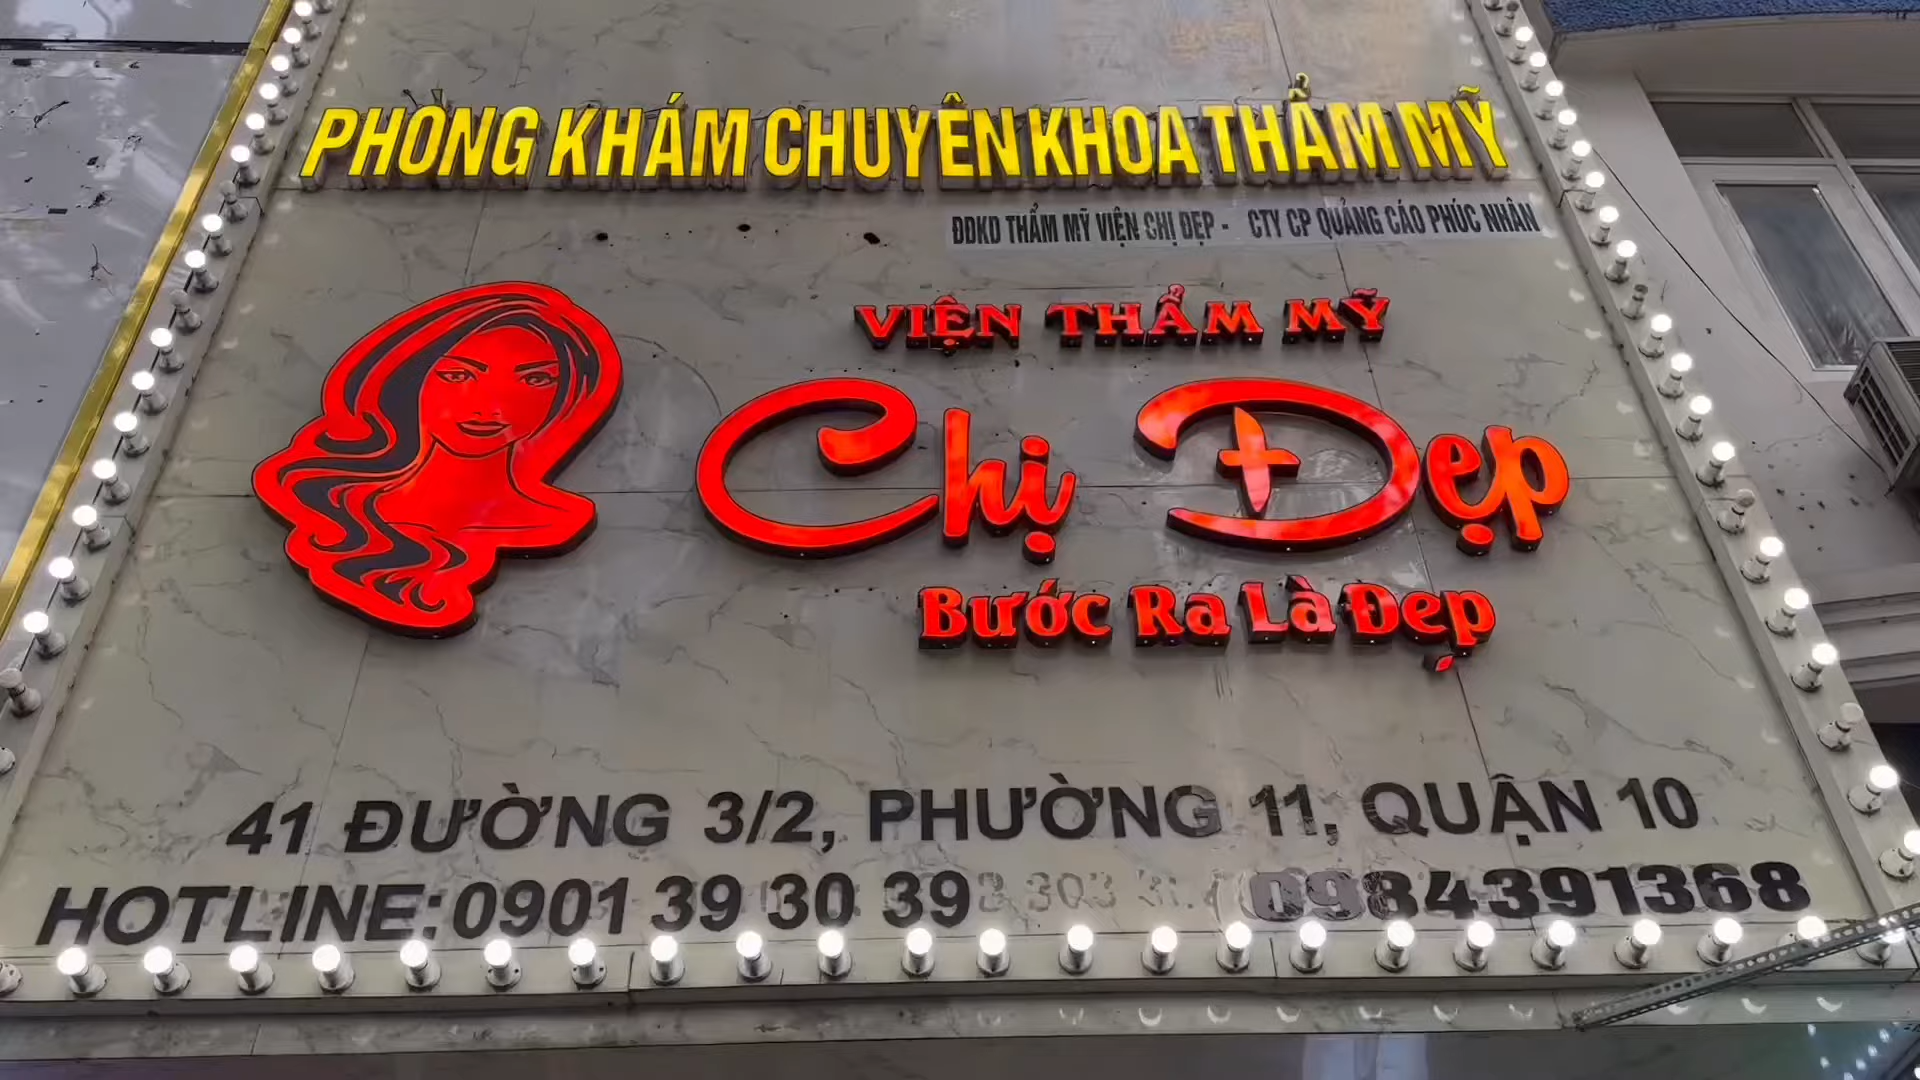 PHÒNG KHÁM CHUYÊN KHOA THẨM MỸ
ĐDKD THẨM MỸ VIỆN CHỊ ĐẸP - CTY CP QUẢNG CÁO PHÚC NHÂN
VIỆN THẨM MỸ
Chị Đẹp
Bước Ra Là Đẹp
41 ĐƯỜNG 3/2, PHƯỜNG 11, QUẬN 10
HOTLINE: 0901 39 30 39 0984391368